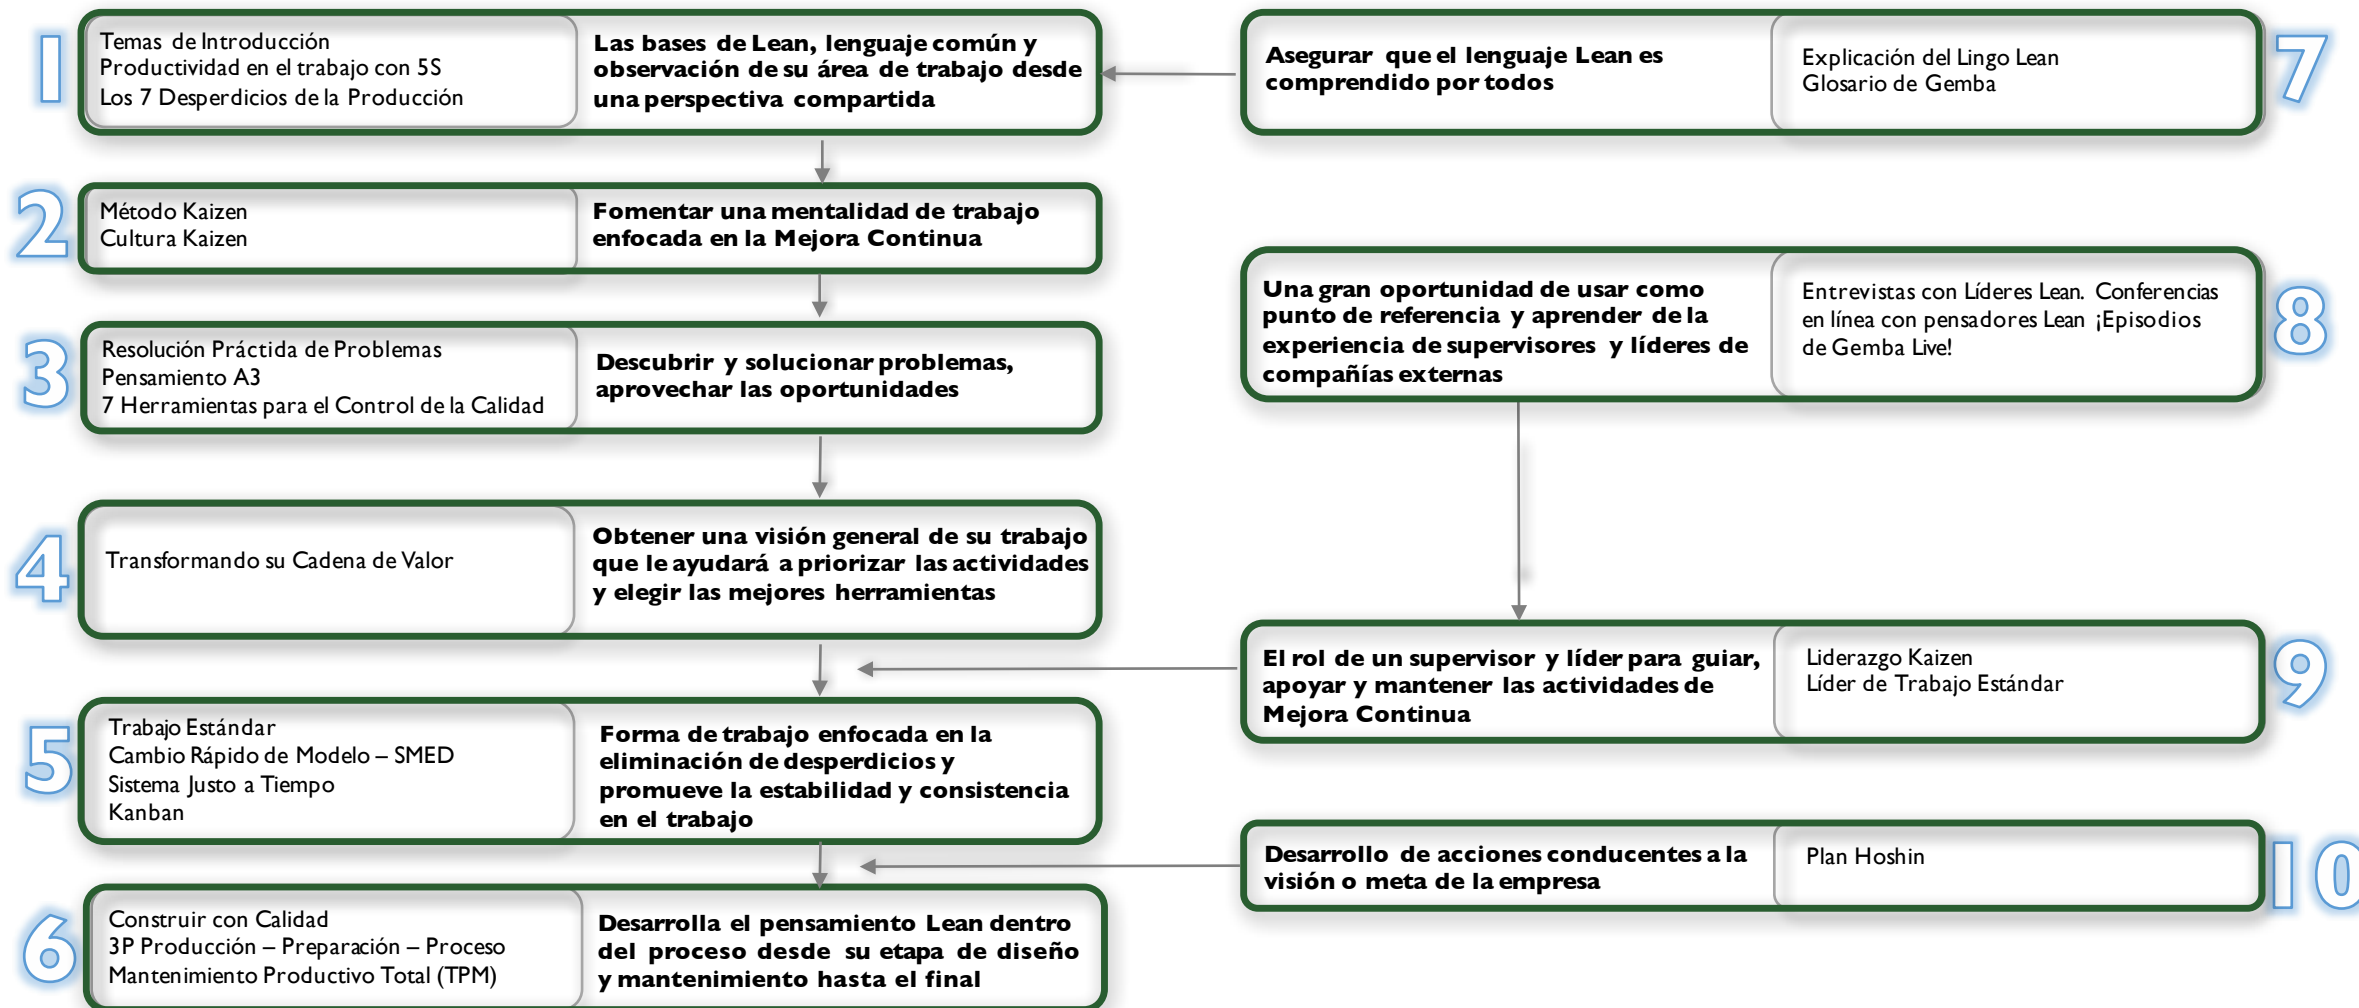 1
Temas de Introducción
Productividad en el trabajo con 5S
Los 7 Desperdicios de la Producción
Las bases de Lean, lenguaje común y
observación de su área de trabajo desde
una perspectiva compartida
Asegurar que el lenguaje Lean es
comprendido por todos
Explicación del Lingo Lean
Glosario de Gemba
7
2
Método Kaizen
Cultura Kaizen
Fomentar una mentalidad de trabajo
enfocada en la Mejora Continua
Una gran oportunidad de usar como
punto de referencia y aprender de la
experiencia de supervisores y líderes de
compañías externas
Entrevistas con Líderes Lean. Conferencias
en línea con pensadores Lean ¡Episodios
de Gemba Live!
8
3
Resolución Práctida de Problemas
Pensamiento A3
7 Herramientas para el Control de la Calidad
Descubrir y solucionar problemas,
aprovechar las oportunidades
4
Transformando su Cadena de Valor
Obtener una visión general de su trabajo
que le ayudará a priorizar las actividades
y elegir las mejores herramientas
El rol de un supervisor y líder para guiar,
apoyar y mantener las actividades de
Mejora Continua
Liderazgo Kaizen
Líder de Trabajo Estándar
9
5
Trabajo Estándar
Cambio Rápido de Modelo – SMED
Sistema Justo a Tiempo
Kanban
Forma de trabajo enfocada en la
eliminación de desperdicios y
promueve la estabilidad y consistencia
en el trabajo
Desarrollo de acciones conducentes a la
visión o meta de la empresa
Plan Hoshin
10
6
Construir con Calidad
3P Producción – Preparación – Proceso
Mantenimiento Productivo Total (TPM)
Desarrolla el pensamiento Lean dentro
del proceso desde su etapa de diseño
y mantenimiento hasta el final